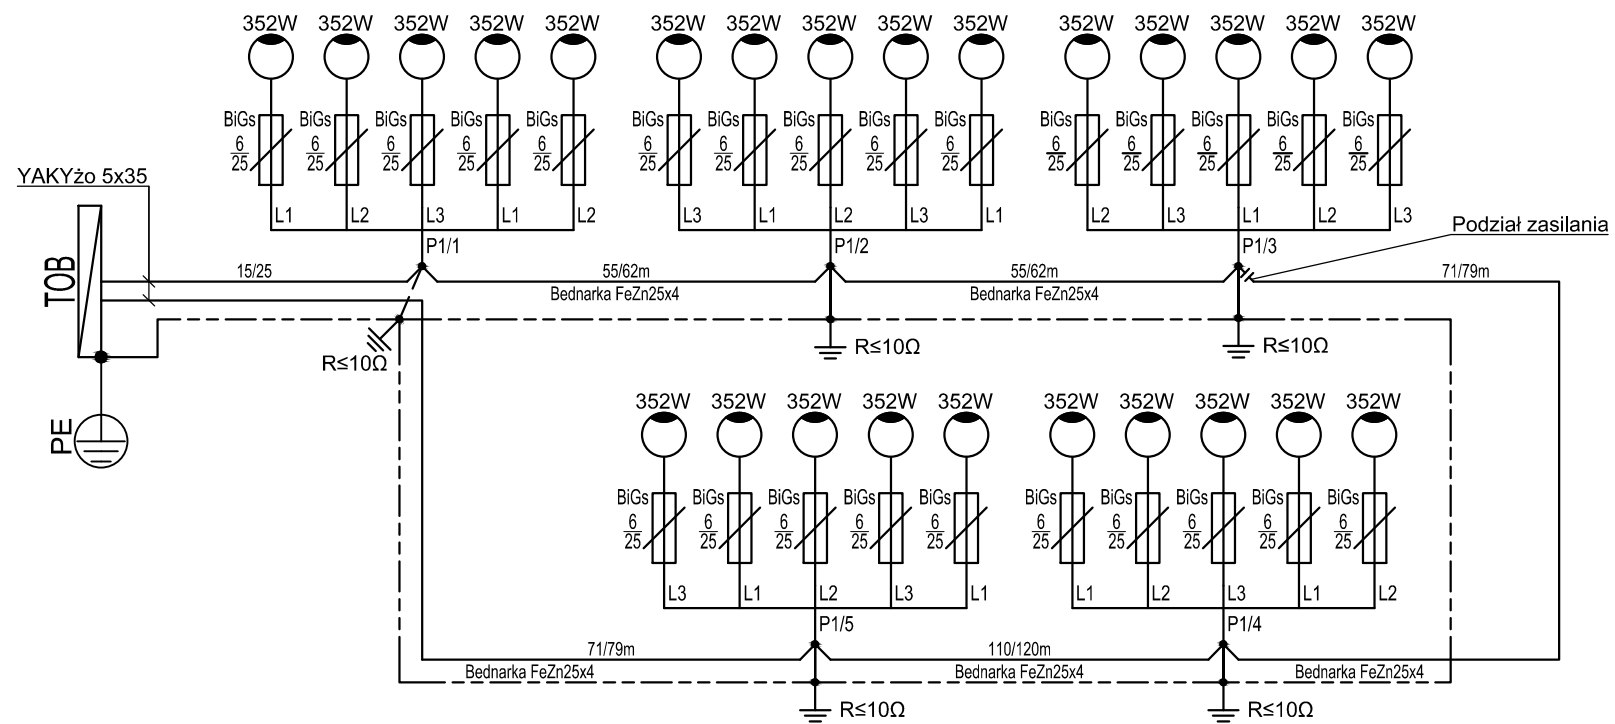 352W 352W 352W 352W 352W 352W 352W 352W 352W 352W 352W 352W 352W 352W 352W
BiGs BiGs BiGs BiGs BiGs BiGs BiGs BiGs BiGs BiGs BiGs BiGs BiGs BiGs BiGs
6 6 6 6 6 6 6 6 6 6 6 6 6 6 6
25 25 25 25 25 25 25 25 25 25 25 25 25 25 25
YAKYżo 5x35
L1 L2 L3 L1 L2 L3 L1 L2 L3 L1 L2 L3 L1 L2 L3
Podział zasilania
P1/1 P1/2 P1/3
TOB
15/25 55/62m 55/62m 71/79m
Bednarka FeZn25x4 Bednarka FeZn25x4
R≤10Ω R≤10Ω R≤10Ω
PE
352W 352W 352W 352W 352W 352W 352W 352W 352W 352W
BiGs BiGs BiGs BiGs BiGs BiGs BiGs BiGs BiGs BiGs
6 6 6 6 6 6 6 6 6 6
25 25 25 25 25 25 25 25 25 25
L3 L1 L2 L3 L1 L1 L2 L3 L1 L2
P1/5 P1/4
71/79m 110/120m
Bednarka FeZn25x4 Bednarka FeZn25x4 Bednarka FeZn25x4
R≤10Ω R≤10Ω